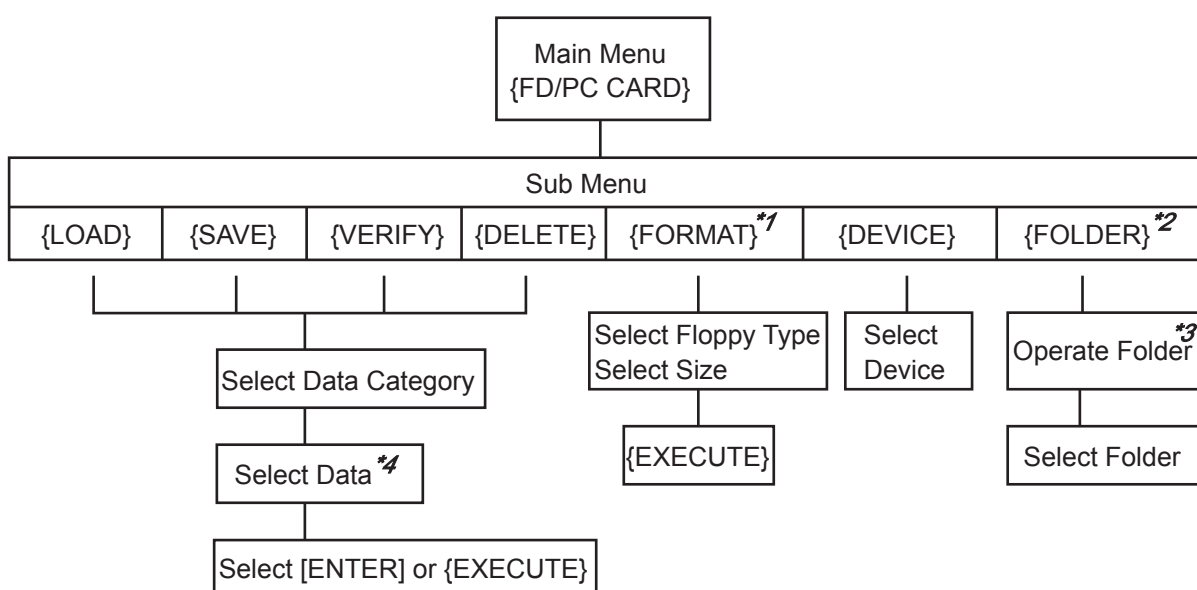 Main Menu
{FD/PC CARD}
Sub Menu
{LOAD} {SAVE} {VERIFY} {DELETE} {FORMAT}*1 {DEVICE} {FOLDER}*2
Select Floppy Type
Select Size
{EXECUTE}
Select
Device
Operate Folder*3
Select Folder
Select Data Category
Select Data*4
Select [ENTER] or {EXECUTE}